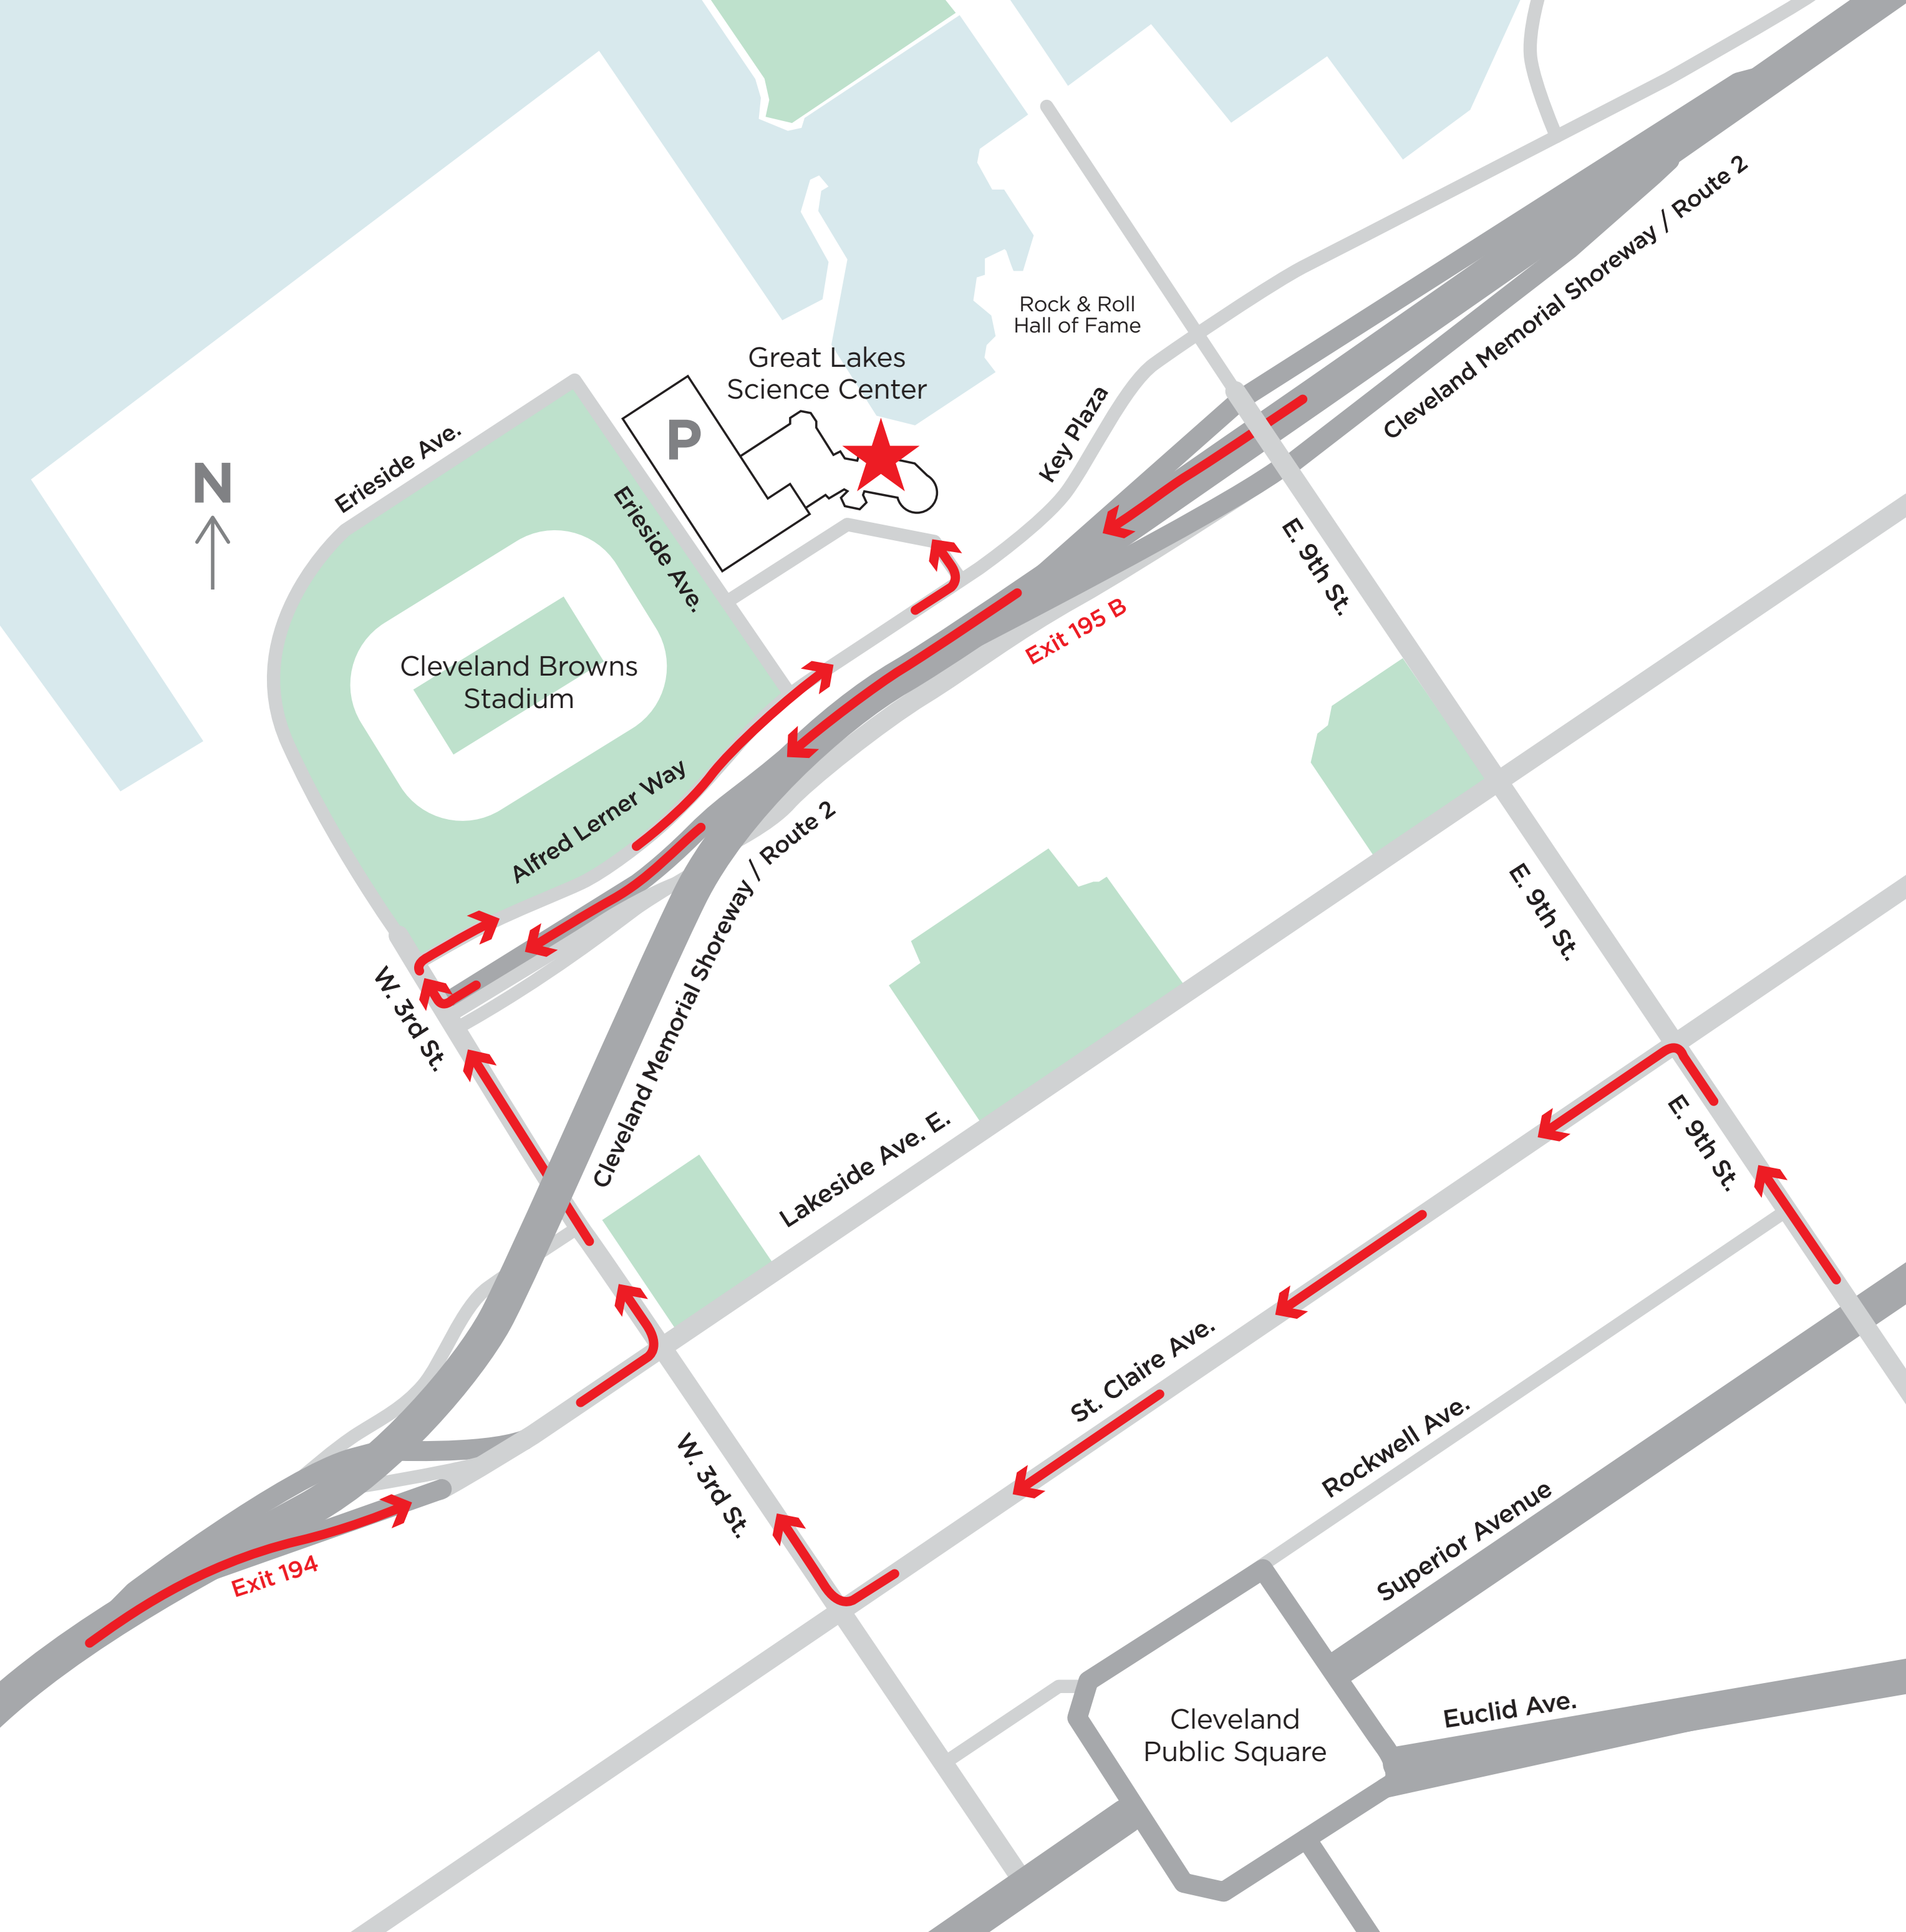 Rock & Roll
Hall of Fame
Great Lakes
Science Center
P
N
Erieside Ave.
Erieside Ave.
Key Plaza
Cleveland Memorial Shoreway / Route 2
E. 9th St.
Exit 195 B
Cleveland Browns
Stadium
Alfred Lerner Way
Cleveland Memorial Shoreway / Route 2
W. 3rd St.
E. 9th St.
E. 9th St.
Lakeside Ave. E.
St. Claire Ave.
Rockwell Ave.
Superior Avenue
W. 3rd St.
Exit 194
Euclid Ave.
Cleveland
Public Square